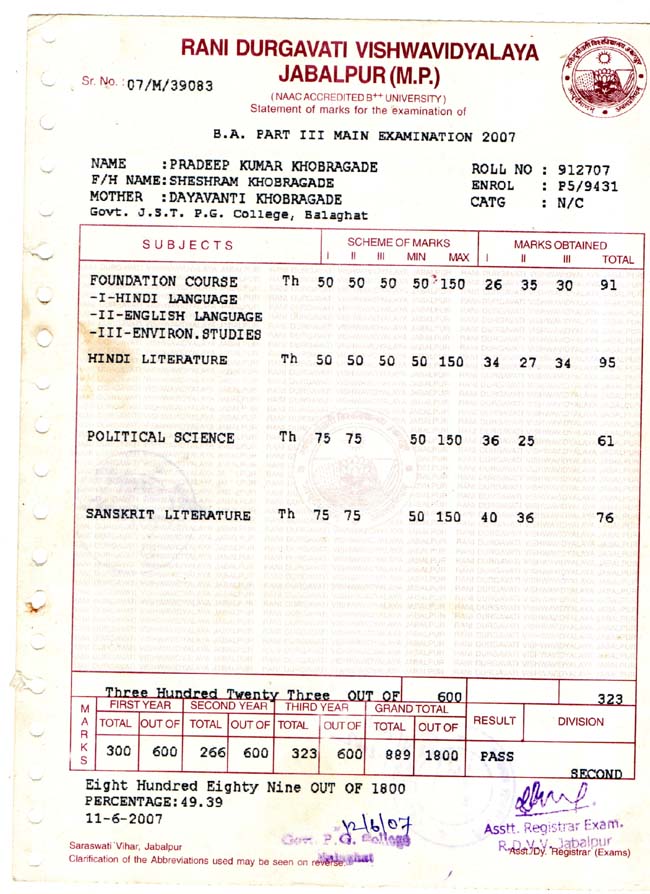 RANI DURGAVATI VISHWAVIDYALAYA
JABALPUR (M.P.)
Sr. No. : 07/M/39083
(NAAC ACCREDITED B++ UNIVERSITY)
Statement of marks for the examination of
B.A. PART III MAIN EXAMINATION 2007
NAME :PRADEEP KUMAR KHOBRAGADE ROLL NO : 912707
F/H NAME:SHESHRAM KHOBRAGADE ENROL : P5/9431
MOTHER :DAYAVANTI KHOBRAGADE CATG : N/C
Govt. J.S.T. P.G. College, Balaghat
SUBJECTS SCHEME OF MARKS MARKS OBTAINED
I II III MIN MAX I II III TOTAL
FOUNDATION COURSE Th 50 50 50 50 150 26 35 30 91
-I-HINDI LANGUAGE
-II-ENGLISH LANGUAGE
-III-ENVIRON.STUDIES
HINDI LITERATURE Th 50 50 50 50 150 34 27 34 95
POLITICAL SCIENCE Th 75 75 50 150 36 25 61
SANSKRIT LITERATURE Th 75 75 50 150 40 36 76
Three Hundred Twenty Three OUT OF 600 323
MARKS FIRST YEAR SECOND YEAR THIRD YEAR GRAND TOTAL RESULT DIVISION
TOTAL OUT OF TOTAL OUT OF TOTAL OUT OF TOTAL OUT OF
300 600 266 600 323 600 889 1800 PASS
SECOND
Eight Hundred Eighty Nine OUT OF 1800
PERCENTAGE:49.39
11-6-2007
12/6/07
Govt. P.G. College
Balaghat
Asstt. Registrar Exam.
R.D.V.V. Jabalpur
Asst./Dy. Registrar (Exams)
Saraswati Vihar, Jabalpur
Clarification of the Abbreviations used may be seen on reverse.